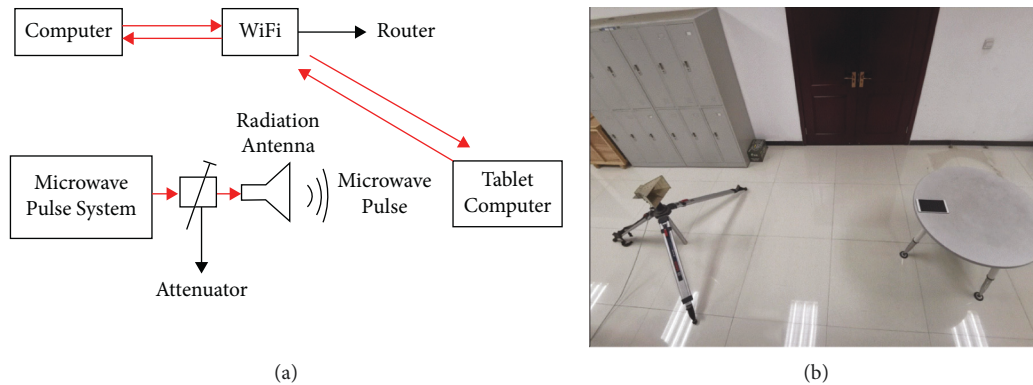 Computer
WiFi
Router
Radiation
Antenna
Microwave
Pulse System
Microwave
Pulse
Tablet
Computer
Attenuator
(a)
(b)